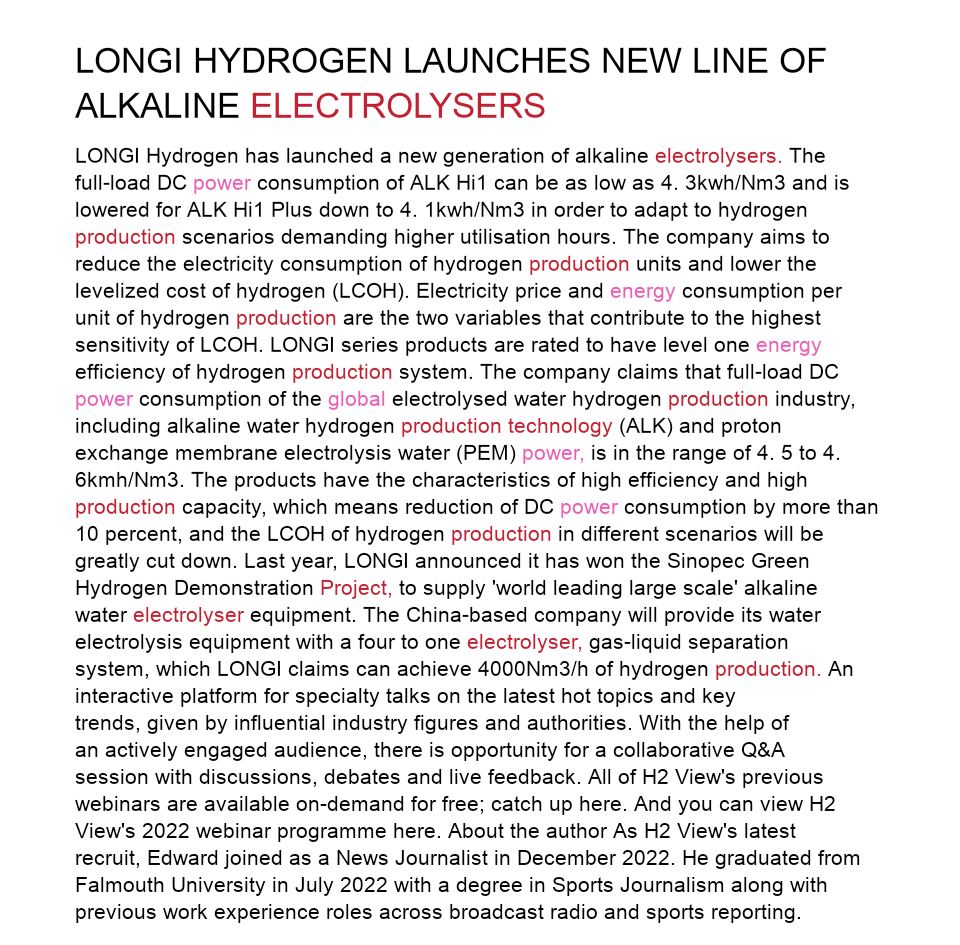 LONGI HYDROGEN LAUNCHES NEW LINE OF
ALKALINE ELECTROLYSERS
LONGI Hydrogen has launched a new generation of alkaline electrolysers. The
full-load DC power consumption of ALK Hi1 can be as low as 4. 3kwh/Nm3 and is
lowered for ALK Hi1 Plus down to 4. 1kwh/Nm3 in order to adapt to hydrogen
production scenarios demanding higher utilisation hours. The company aims to
reduce the electricity consumption of hydrogen production units and lower the
levelized cost of hydrogen (LCOH). Electricity price and energy consumption per
unit of hydrogen production are the two variables that contribute to the highest
sensitivity of LCOH. LONGI series products are rated to have level one energy
efficiency of hydrogen production system. The company claims that full-load DC
power consumption of the global electrolysed water hydrogen production industry,
including alkaline water hydrogen production technology (ALK) and proton
exchange membrane electrolysis water (PEM) power, is in the range of 4. 5 to 4.
6kmh/Nm3. The products have the characteristics of high efficiency and high
production capacity, which means reduction of DC power consumption by more than
10 percent, and the LCOH of hydrogen production in different scenarios will be
greatly cut down. Last year, LONGI announced it has won the Sinopec Green
Hydrogen Demonstration Project, to supply 'world leading large scale' alkaline
water electrolyser equipment. The China-based company will provide its water
electrolysis equipment with a four to one electrolyser, gas-liquid separation
system, which LONGI claims can achieve 4000Nm3/h of hydrogen production. An
interactive platform for specialty talks on the latest hot topics and key
trends, given by influential industry figures and authorities. With the help of
an actively engaged audience, there is opportunity for a collaborative Q&A
session with discussions, debates and live feedback. All of H2 View's previous
webinars are available on-demand for free; catch up here. And you can view H2
View's 2022 webinar programme here. About the author As H2 View's latest
recruit, Edward joined as a News Journalist in December 2022. He graduated from
Falmouth University in July 2022 with a degree in Sports Journalism along with
previous work experience roles across broadcast radio and sports reporting.